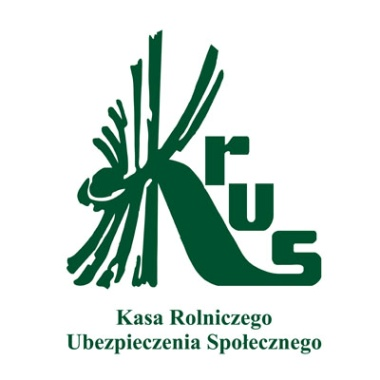 Krus
Kasa Rolniczego
Ubezpieczenia Społecznego